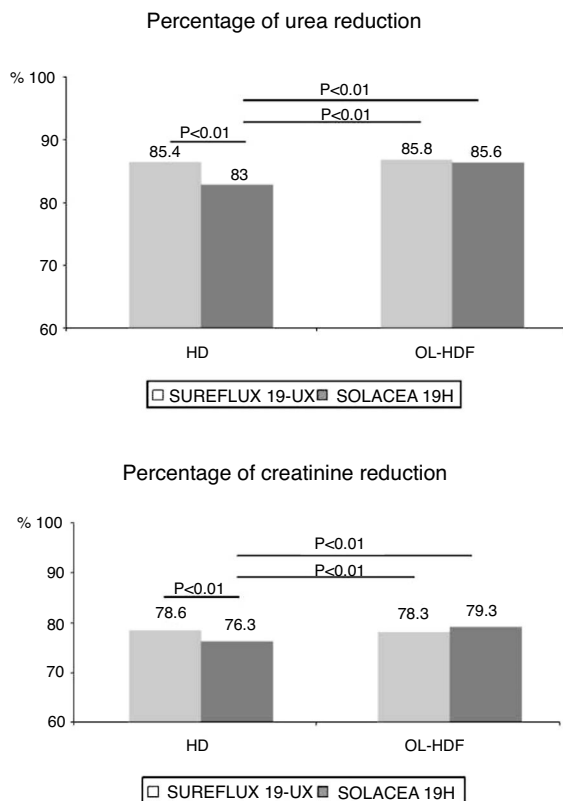 Percentage of urea reduction
% 100
P<0.01
P<0.01
P<0.01
90
85.4
85.8
85.6
83
80
70
60
HD
OL-HDF
SUREFLUX 19-UX
SOLACEA 19H
Percentage of creatinine reduction
% 100
P<0.01
90
P<0.01
P<0.01
78.6
78.3
79.3
76.3
80
70
60
HD
OL-HDF
SUREFLUX 19-UX
SOLACEA 19H